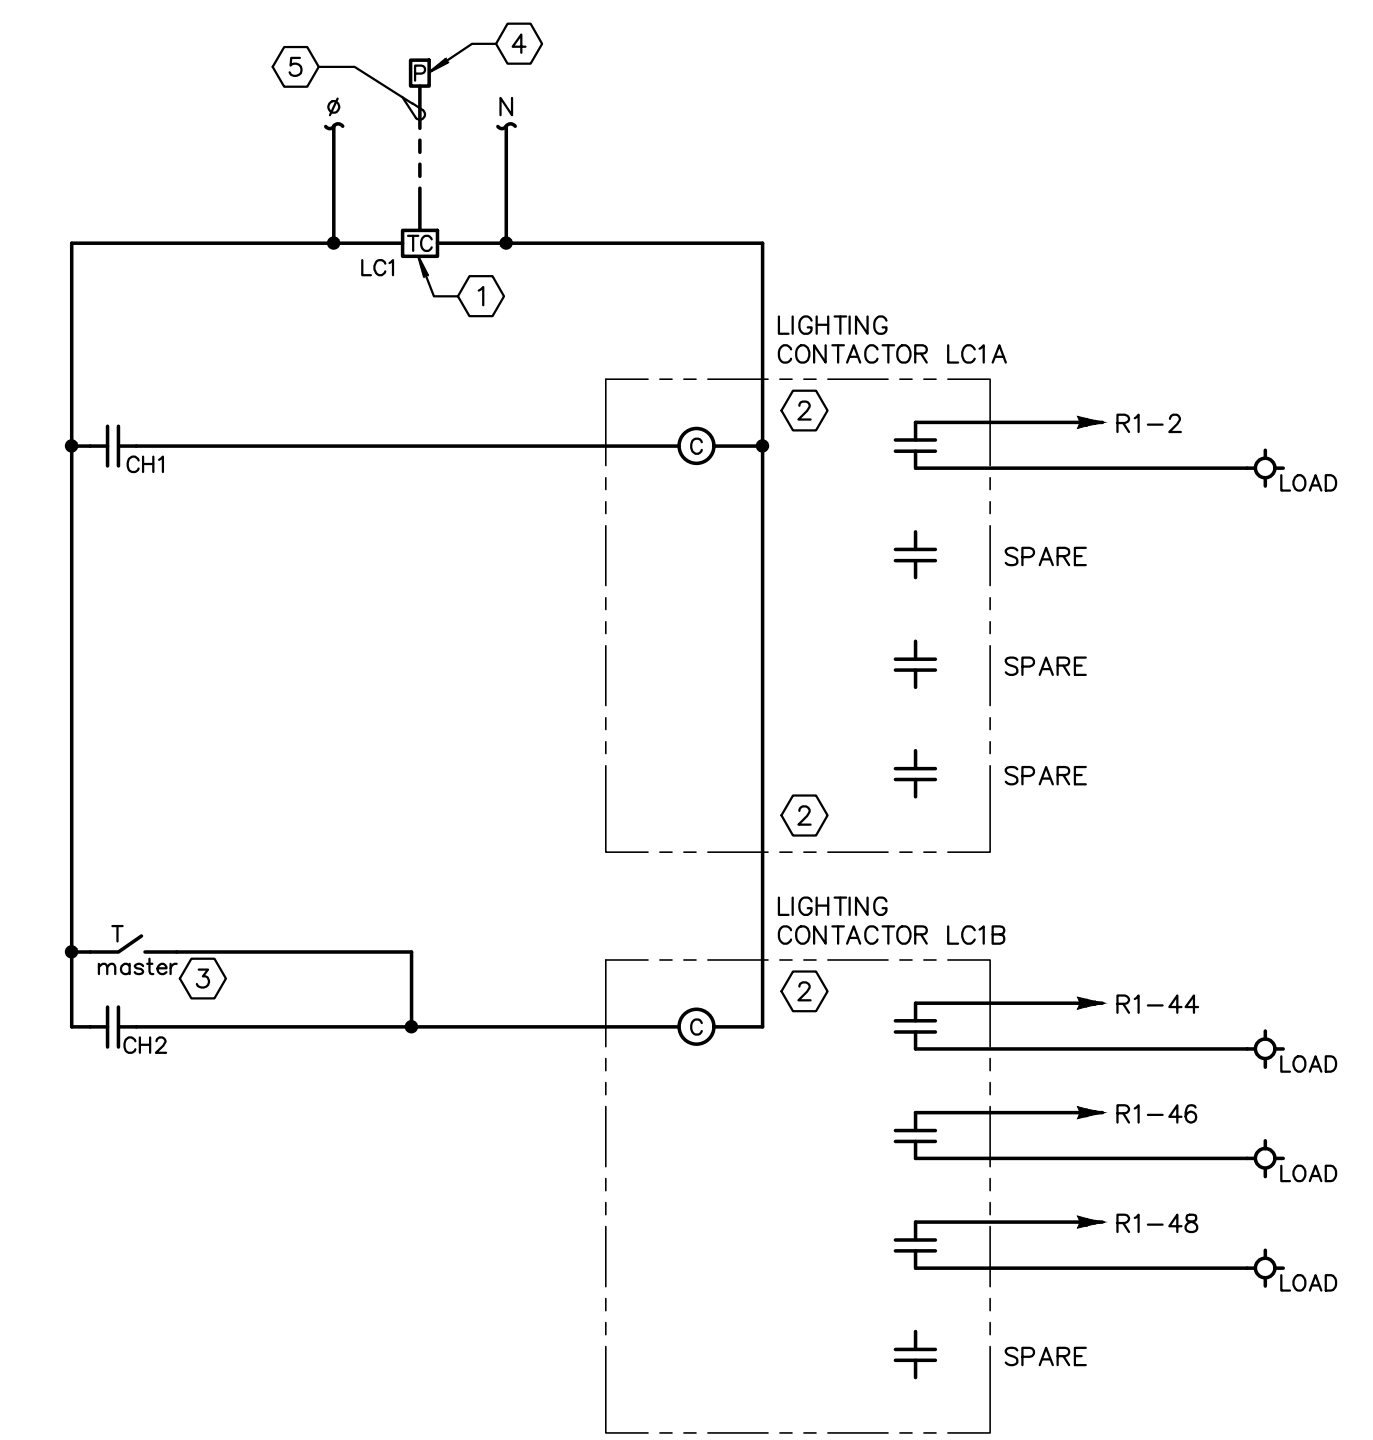 4
5
P
Ø
N
TC
LC1
1
LIGHTING
CONTACTOR LC1A
2
R1-2
C
CH1
LOAD
SPARE
SPARE
SPARE
2
LIGHTING
CONTACTOR LC1B
T
master
3
2
R1-44
C
CH2
LOAD
R1-46
LOAD
R1-48
LOAD
SPARE